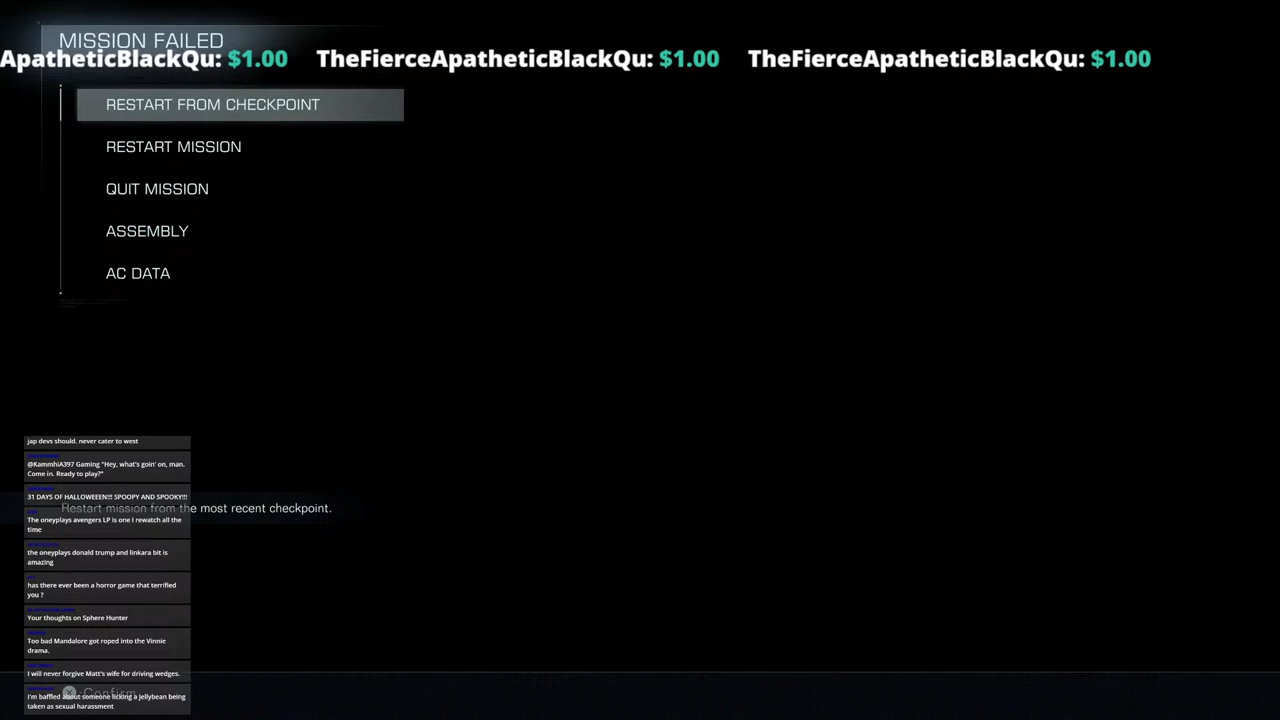 MISSION FAILED
ApatheticBlackQu: $1.00 TheFierceApatheticBlackQu: $1.00 TheFierceApatheticBlackQu: $1.00
RESTART FROM CHECKPOINT
RESTART MISSION
QUIT MISSION
ASSEMBLY
AC DATA
jap devs should. never cater to west
@KammhiA397 Gaming "Hey, what's goin' on, man.
Come in. Ready to play?"
31 DAYS OF HALLOWEEEN!!! SPOOPY AND SPOOKY!!!
Restart mission from the most recent checkpoint.
The oneyplays avengers LP is one I rewatch all the
time
the oneyplays donald trump and linkara bit is
amazing
has there ever been a horror game that terrified
you ?
Your thoughts on Sphere Hunter
Too bad Mandalore got roped into the Vinnie
drama.
I will never forgive Matt's wife for driving wedges.
Confirm
I'm baffled about someone licking a Jellybean being
taken as sexual harassment